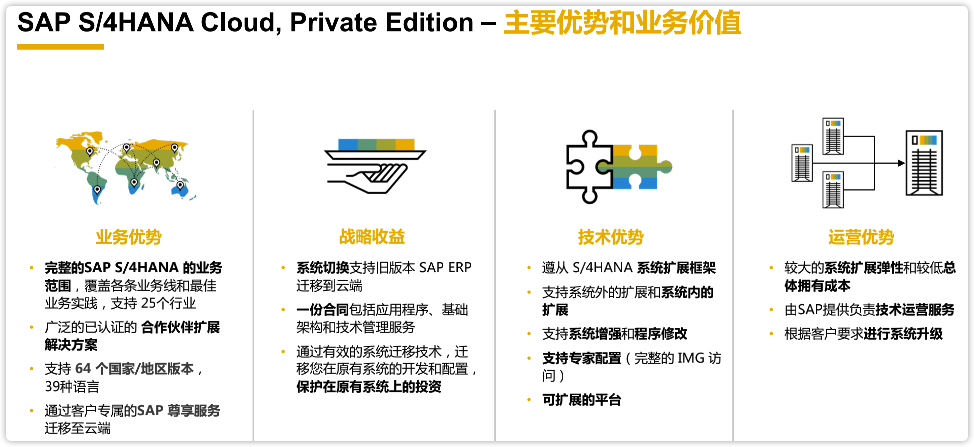 SAP S/4HANA Cloud, Private Edition – 主要优势和业务价值
业务优势
• 完整的SAP S/4HANA 的业务
范围，覆盖各条业务线和最佳
业务实践，支持 25个行业
• 广泛的已认证的 合作伙伴扩展
解决方案
• 支持 64 个国家/地区版本，
39种语言
• 通过客户专属的SAP 尊享服务
迁移至云端
战略收益
• 系统切换支持旧版本 SAP ERP
迁移到云端
• 一份合同包括应用程序、基础
架构和技术管理服务
• 通过有效的系统迁移技术，迁
移您在原有系统的开发和配置，
保护在原有系统上的投资
技术优势
• 遵从 S/4HANA 系统扩展框架
• 支持系统外的扩展和系统内的
扩展
• 支持系统增强和程序修改
• 支持专家配置（完整的 IMG 访
问）
• 可扩展的平台
运营优势
• 较大的系统扩展弹性和较低总
体拥有成本
• 由SAP提供负责技术运营服务
• 根据客户要求进行系统升级